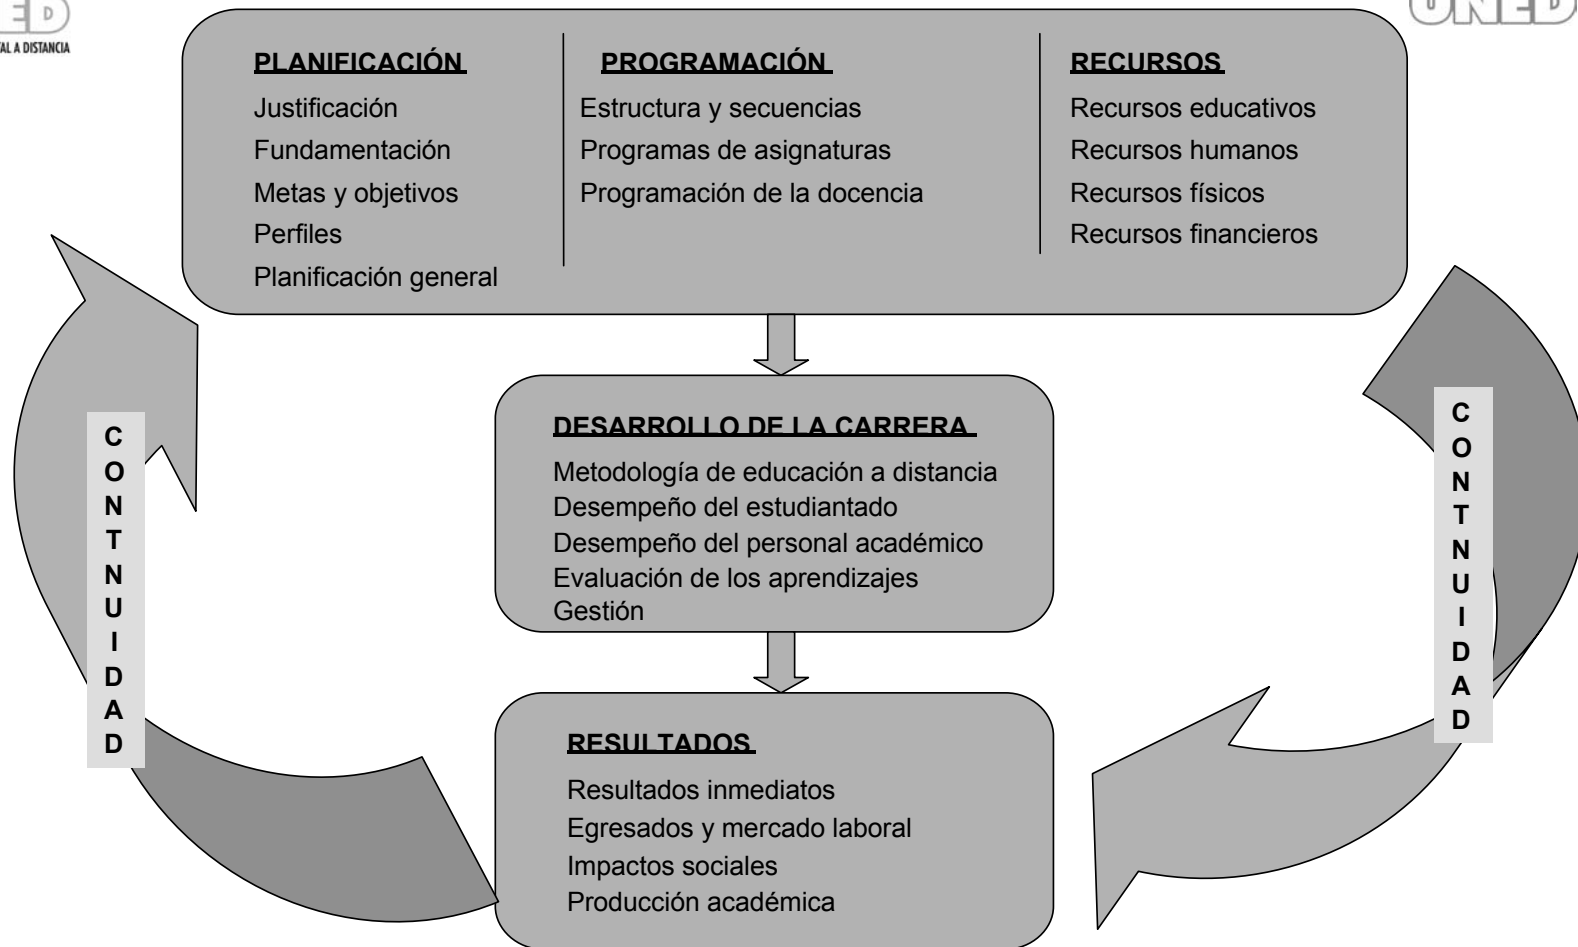 ED
AL A DISTANCIA
UNED
PLANIFICACIÓN
Justificación
Fundamentación
Metas y objetivos
Perfiles
Planificación general
PROGRAMACIÓN
Estructura y secuencias
Programas de asignaturas
Programación de la docencia
RECURSOS
Recursos educativos
Recursos humanos
Recursos físicos
Recursos financieros
CONTNUIDAD
DESARROLLO DE LA CARRERA
Metodología de educación a distancia
Desempeño del estudiantado
Desempeño del personal académico
Evaluación de los aprendizajes
Gestión
CONTNUIDAD
RESULTADOS
Resultados inmediatos
Egresados y mercado laboral
Impactos sociales
Producción académica